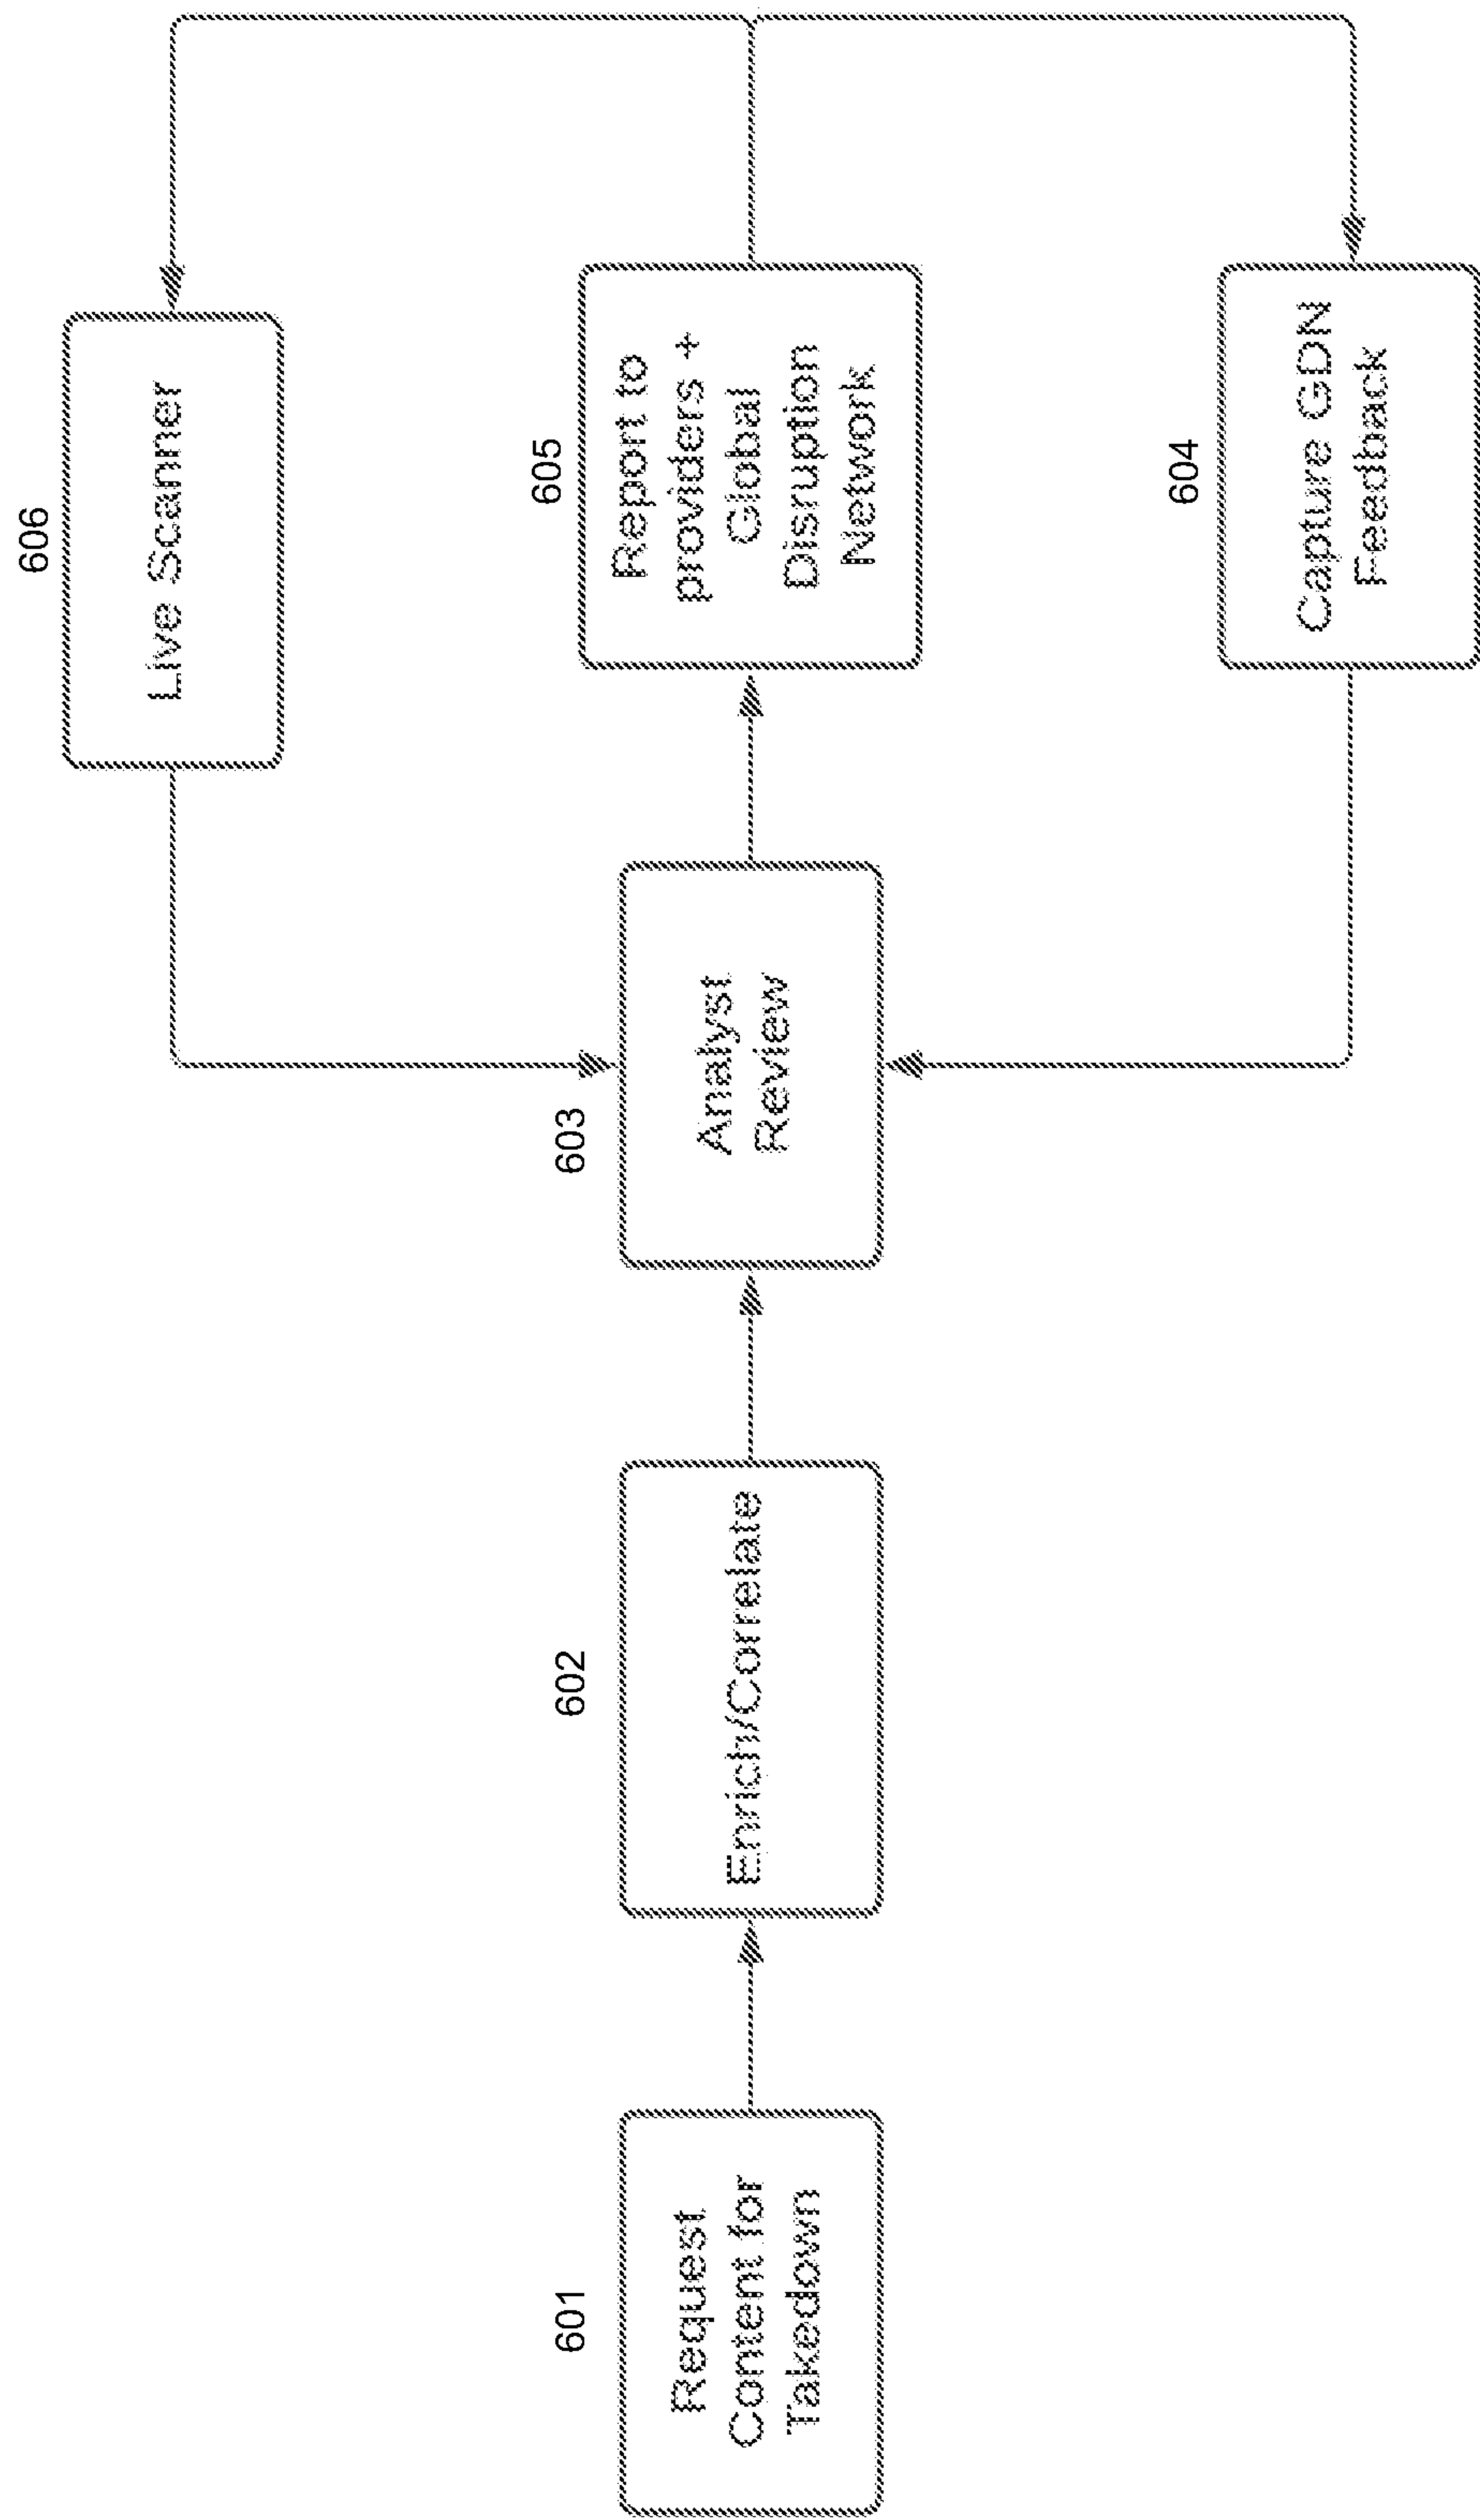 601
Request
Content for
Takedown
602
Enrich/Correlate
603
Analyst
Review
606
Live Scanner
605
Report to
providers +
Global
Disruption
Network
604
Capture GDN
Feedback